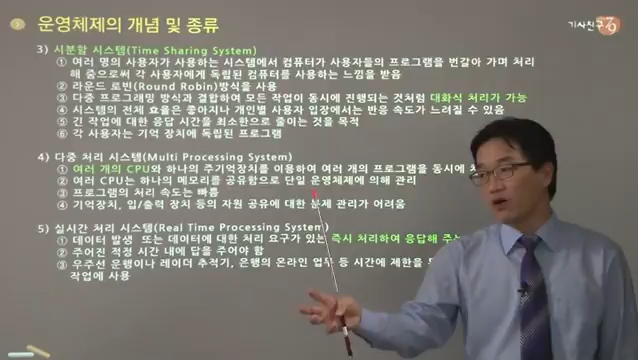 운영체제의 개념 및 종류
기사친구
3) 시분할 시스템(Time Sharing System)
① 여러 명의 사용자가 사용하는 시스템에서 컴퓨터가 사용자들의 프로그램을 번갈아 가며 처리
해 줌으로써 각 사용자에게 독립된 컴퓨터를 사용하는 느낌을 받음
② 라운드 로빈(Round Robin)방식을 사용
③ 다중 프로그래밍 방식과 결합하여 모든 작업이 동시에 진행되는 것처럼 대화식 처리가 가능
④ 시스템의 전체 효율은 좋아지나 개인별 사용자 입장에서는 반응 속도가 느려질 수 있음
⑤ 긴 작업에 대한 응답 시간을 최소한으로 줄이는 것을 목적
⑥ 각 사용자는 기억 장치에 독립된 프로그램
4) 다중 처리 시스템(Multi Processing System)
① 여러 개의 CPU와 하나의 주기억장치를 이용하여 여러 개의 프로그램을 동시에
② 여러 CPU는 하나의 메모리를 공유함으로 단일 운영체제에 의해 관리
③ 프로그램의 처리 속도는 빠름
④ 기억장치, 입/출력 장치 등의 자원 공유에 대한 문제 관리가 어려움
5) 실시간 처리 시스템(Real Time Processing System)
① 데이터 발생 또는 데이터에 대한 처리 요구가 있는 즉시 처리하여 응답해 주는
② 주어진 적정 시간 내에 답을 주어야 함
③ 우주선 운행이나 레이더 추적기, 은행의 온라인 업무 등 시간에 제한을
작업에 사용